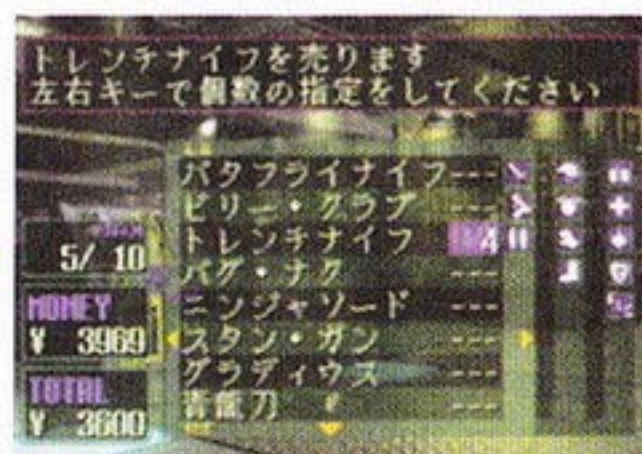 トレンチナイフを売ります
左右キーで個数の指定をしてください
バタフライナイフ---
ビリー・クラブ---
トレンチナイフ 4
バグ・ナク ---
ニンジャソード ---
スタン・ガン ---
グラディウス ---
青龍刀 ---
5/ 10
MONEY
¥ 3969
TOTAL
¥ 3600